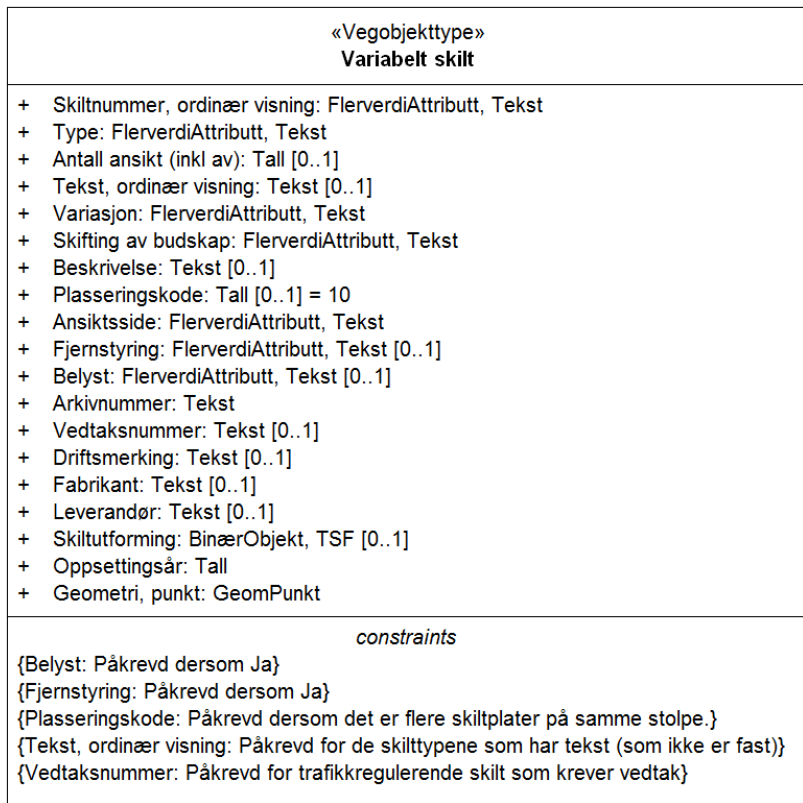 «Vegobjekttype»
Variabelt skilt
+ Skiltnummer, ordinær visning: FlerverdiAttributt, Tekst
+ Type: FlerverdiAttributt, Tekst
+ Antall ansikt (inkl av): Tall [0..1]
+ Tekst, ordinær visning: Tekst [0..1]
+ Variasjon: FlerverdiAttributt, Tekst
+ Skifting av budskap: FlerverdiAttributt, Tekst
+ Beskrivelse: Tekst [0..1]
+ Plasseringskode: Tall [0..1] = 10
+ Ansiktsside: FlerverdiAttributt, Tekst
+ Fjernstyring: FlerverdiAttributt, Tekst [0..1]
+ Belyst: FlerverdiAttributt, Tekst [0..1]
+ Arkivnummer: Tekst
+ Vedtaksnummer: Tekst [0..1]
+ Driftsmerking: Tekst [0..1]
+ Fabrikant: Tekst [0..1]
+ Leverandør: Tekst [0..1]
+ Skiltutforming: BinærObjekt, TSF [0..1]
+ Oppsettingsår: Tall
+ Geometri, punkt: GeomPunkt
constraints
{Belyst: Påkrevd dersom Ja}
{Fjernstyring: Påkrevd dersom Ja}
{Plasseringskode: Påkrevd dersom det er flere skiltplater på samme stolpe.}
{Tekst, ordinær visning: Påkrevd for de skilttypene som har tekst (som ikke er fast)}
{Vedtaksnummer: Påkrevd for trafikkregulerende skilt som krever vedtak}